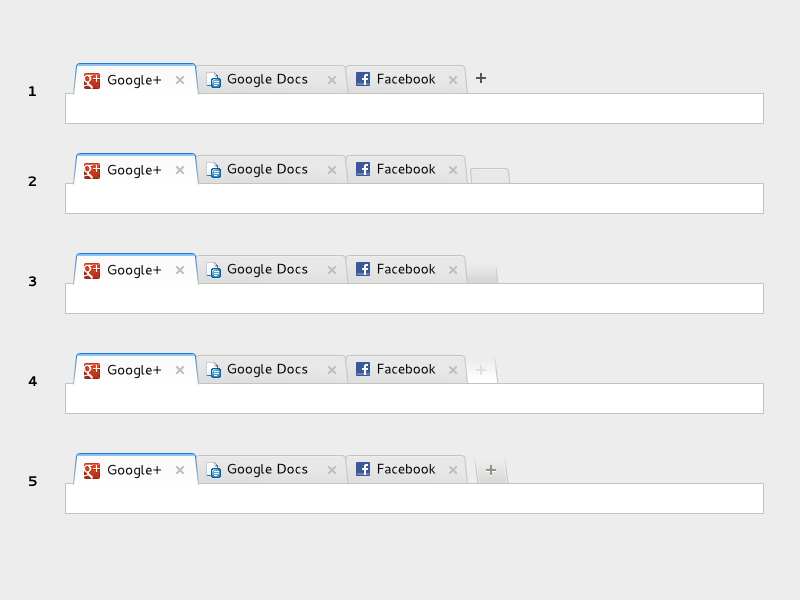 1 Google+ × Google Docs × Facebook × +
2 Google+ × Google Docs × Facebook ×
3 Google+ × Google Docs × Facebook ×
4 Google+ × Google Docs × Facebook × +
5 Google+ × Google Docs × Facebook × +